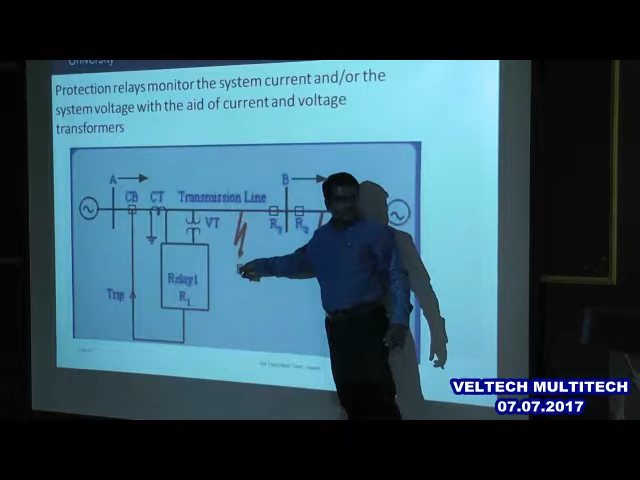 University
Protection relays monitor the system current and/or the
system voltage with the aid of current and voltage
transformers
A
B
CB CT Transmission Line
VT
R3 R2
Relay1
R1
Trip
VELTECH MULTITECH
07.07.2017